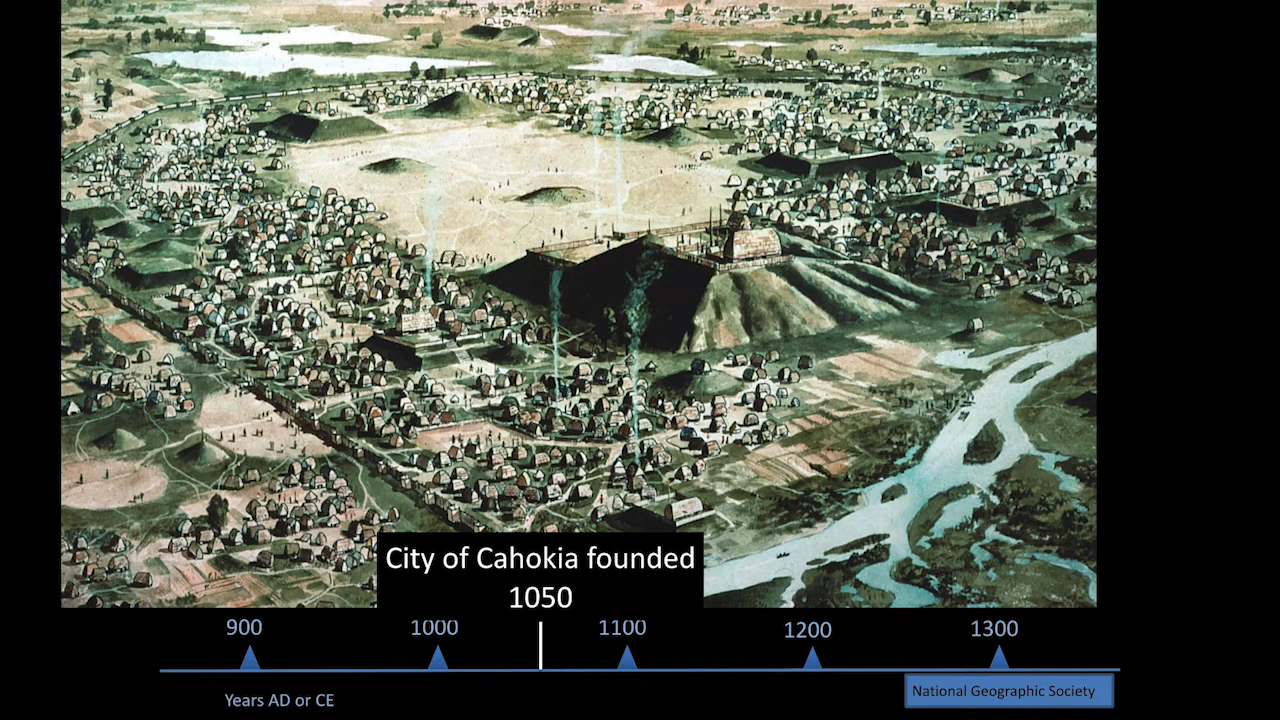 City of Cahokia founded
1050
900
1000
1100
1200
1300
Years AD or CE
National Geographic Society